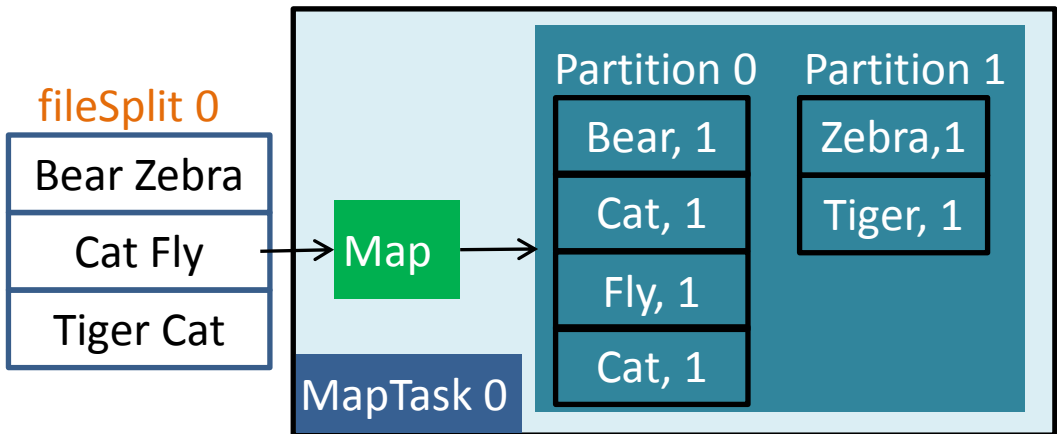 fileSplit 0
Bear Zebra
Cat Fly
Tiger Cat
Map
MapTask 0
Partition 0
Bear, 1
Cat, 1
Fly, 1
Cat, 1
Partition 1
Zebra,1
Tiger, 1